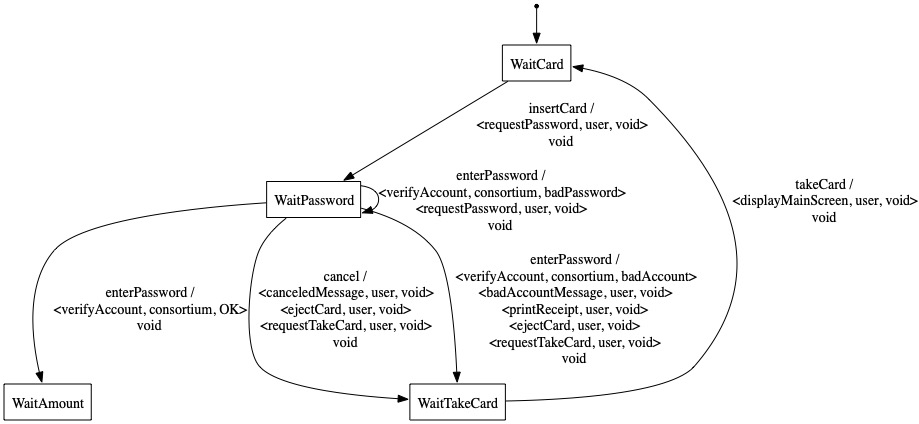 WaitCard
insertCard /
<requestPassword, user, void>
void
takeCard /
<displayMainScreen, user, void>
void
WaitPassword
enterPassword /
<verifyAccount, consortium, badPassword>
<requestPassword, user, void>
void
enterPassword /
<verifyAccount, consortium, OK>
void
cancel /
<canceledMessage, user, void>
<ejectCard, user, void>
<requestTakeCard, user, void>
void
enterPassword /
<verifyAccount, consortium, badAccount>
<badAccountMessage, user, void>
<printReceipt, user, void>
<ejectCard, user, void>
<requestTakeCard, user, void>
void
WaitAmount
WaitTakeCard